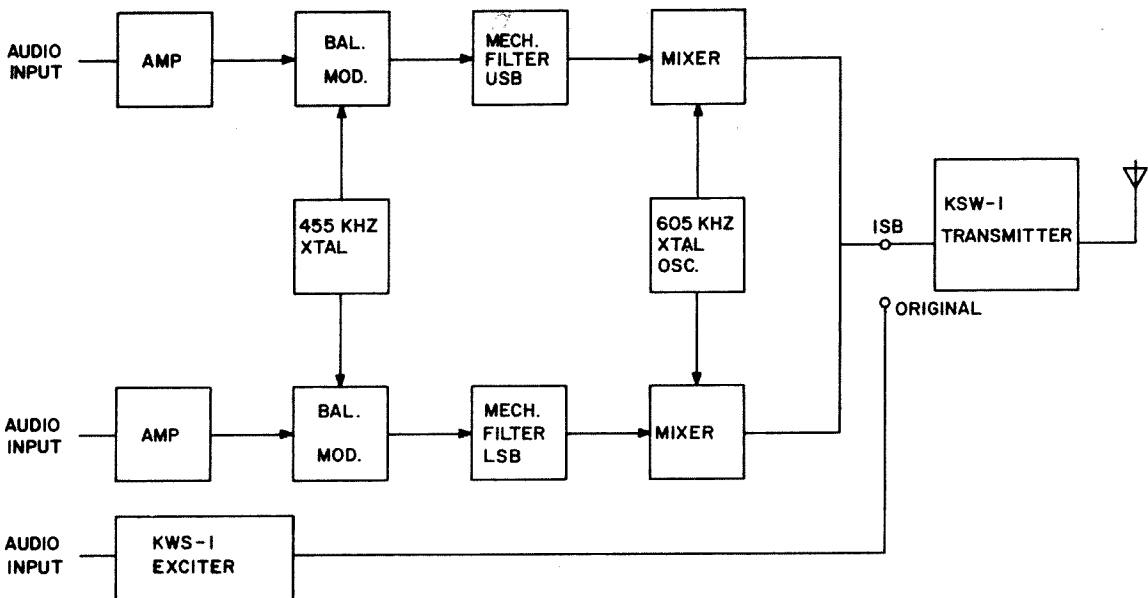 AUDIO
INPUT
AMP
BAL.
MOD.
MECH.
FILTER
USB
MIXER
455 KHZ
XTAL
605 KHZ
XTAL
OSC.
ISB
KSW-1
TRANSMITTER
ORIGINAL
AUDIO
INPUT
AMP
BAL.
MOD.
MECH.
FILTER
LSB
MIXER
AUDIO
INPUT
KWS-1
EXCITER